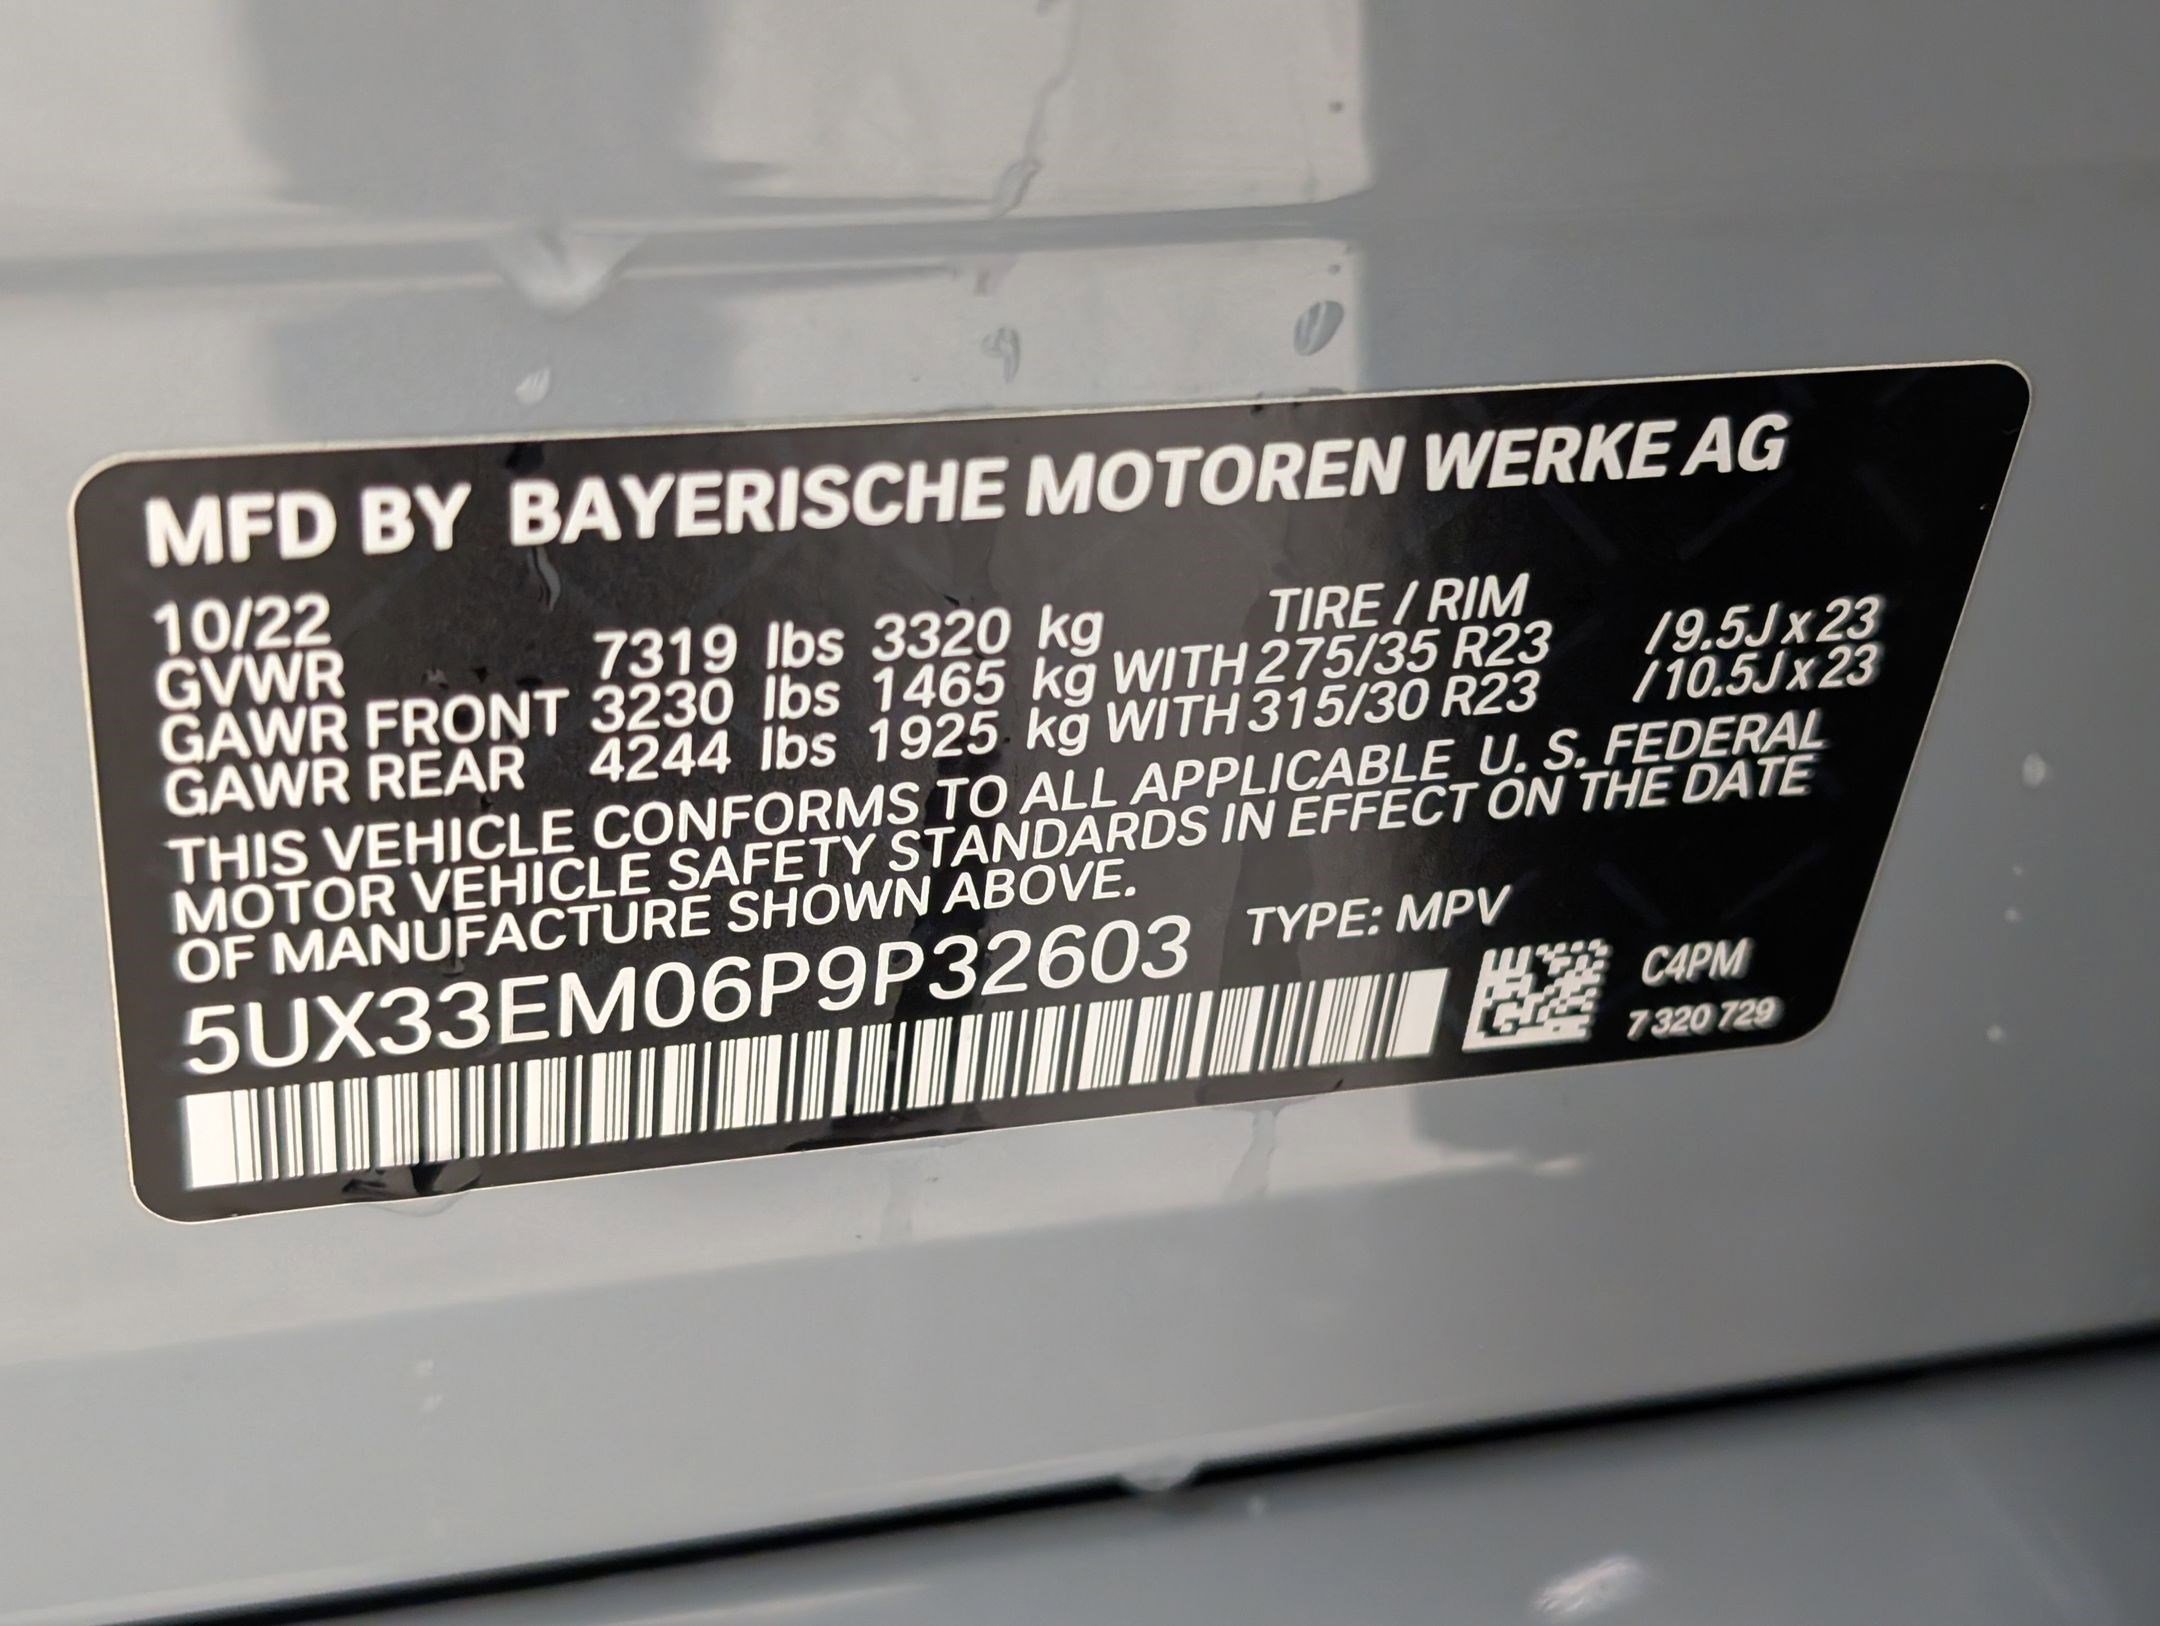 MFD BY BAYERISCHE MOTOREN WERKE AG
10/22 TIRE / RIM
GVWR 7319 lbs 3320 kg
GAWR FRONT 3230 lbs 1465 kg WITH 275/35 R23 /9.5J x 23
GAWR REAR 4244 lbs 1925 kg WITH 315/30 R23 /10.5J x 23
THIS VEHICLE CONFORMS TO ALL APPLICABLE U. S. FEDERAL
MOTOR VEHICLE SAFETY STANDARDS IN EFFECT ON THE DATE
OF MANUFACTURE SHOWN ABOVE.
5UX33EM06P9P32603 TYPE: MPV
C4PM
7 320 729